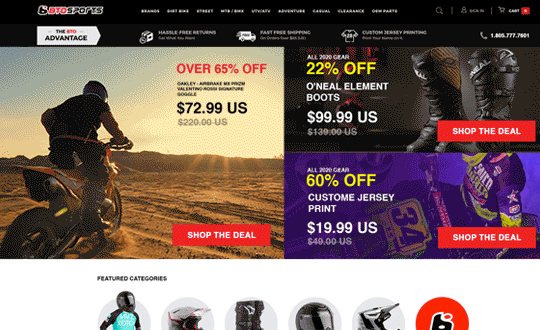 BTOSPORTS
BRANDS DIRT BIKE STREET MTB / BMX UTV/ATV ADVENTURE CASUAL CLEARANCE OEM PARTS
SIGN IN
CART 0
THE BTO
ADVANTAGE
HASSLE FREE RETURNS
Get What You Want
FAST FREE SHIPPING
On Orders Over $50 (US)
CUSTOM JERSEY PRINTING
Print Your Name on It
1.805.777.7601
OVER 65% OFF
OAKLEY - AIRBRAKE MX PRIZM
VALENTINO ROSSI SIGNATURE
GOGGLE
$72.99 US
$220.00 US
SHOP THE DEAL
ALL 2020 GEAR
22% OFF
O'NEAL ELEMENT
BOOTS
$99.99 US
$139.00 US
SHOP THE DEAL
ALL 2020 GEAR
60% OFF
CUSTOME JERSEY
PRINT
$19.99 US
$49.00 US
SHOP THE DEAL
34
FEATURED CATEGORIES